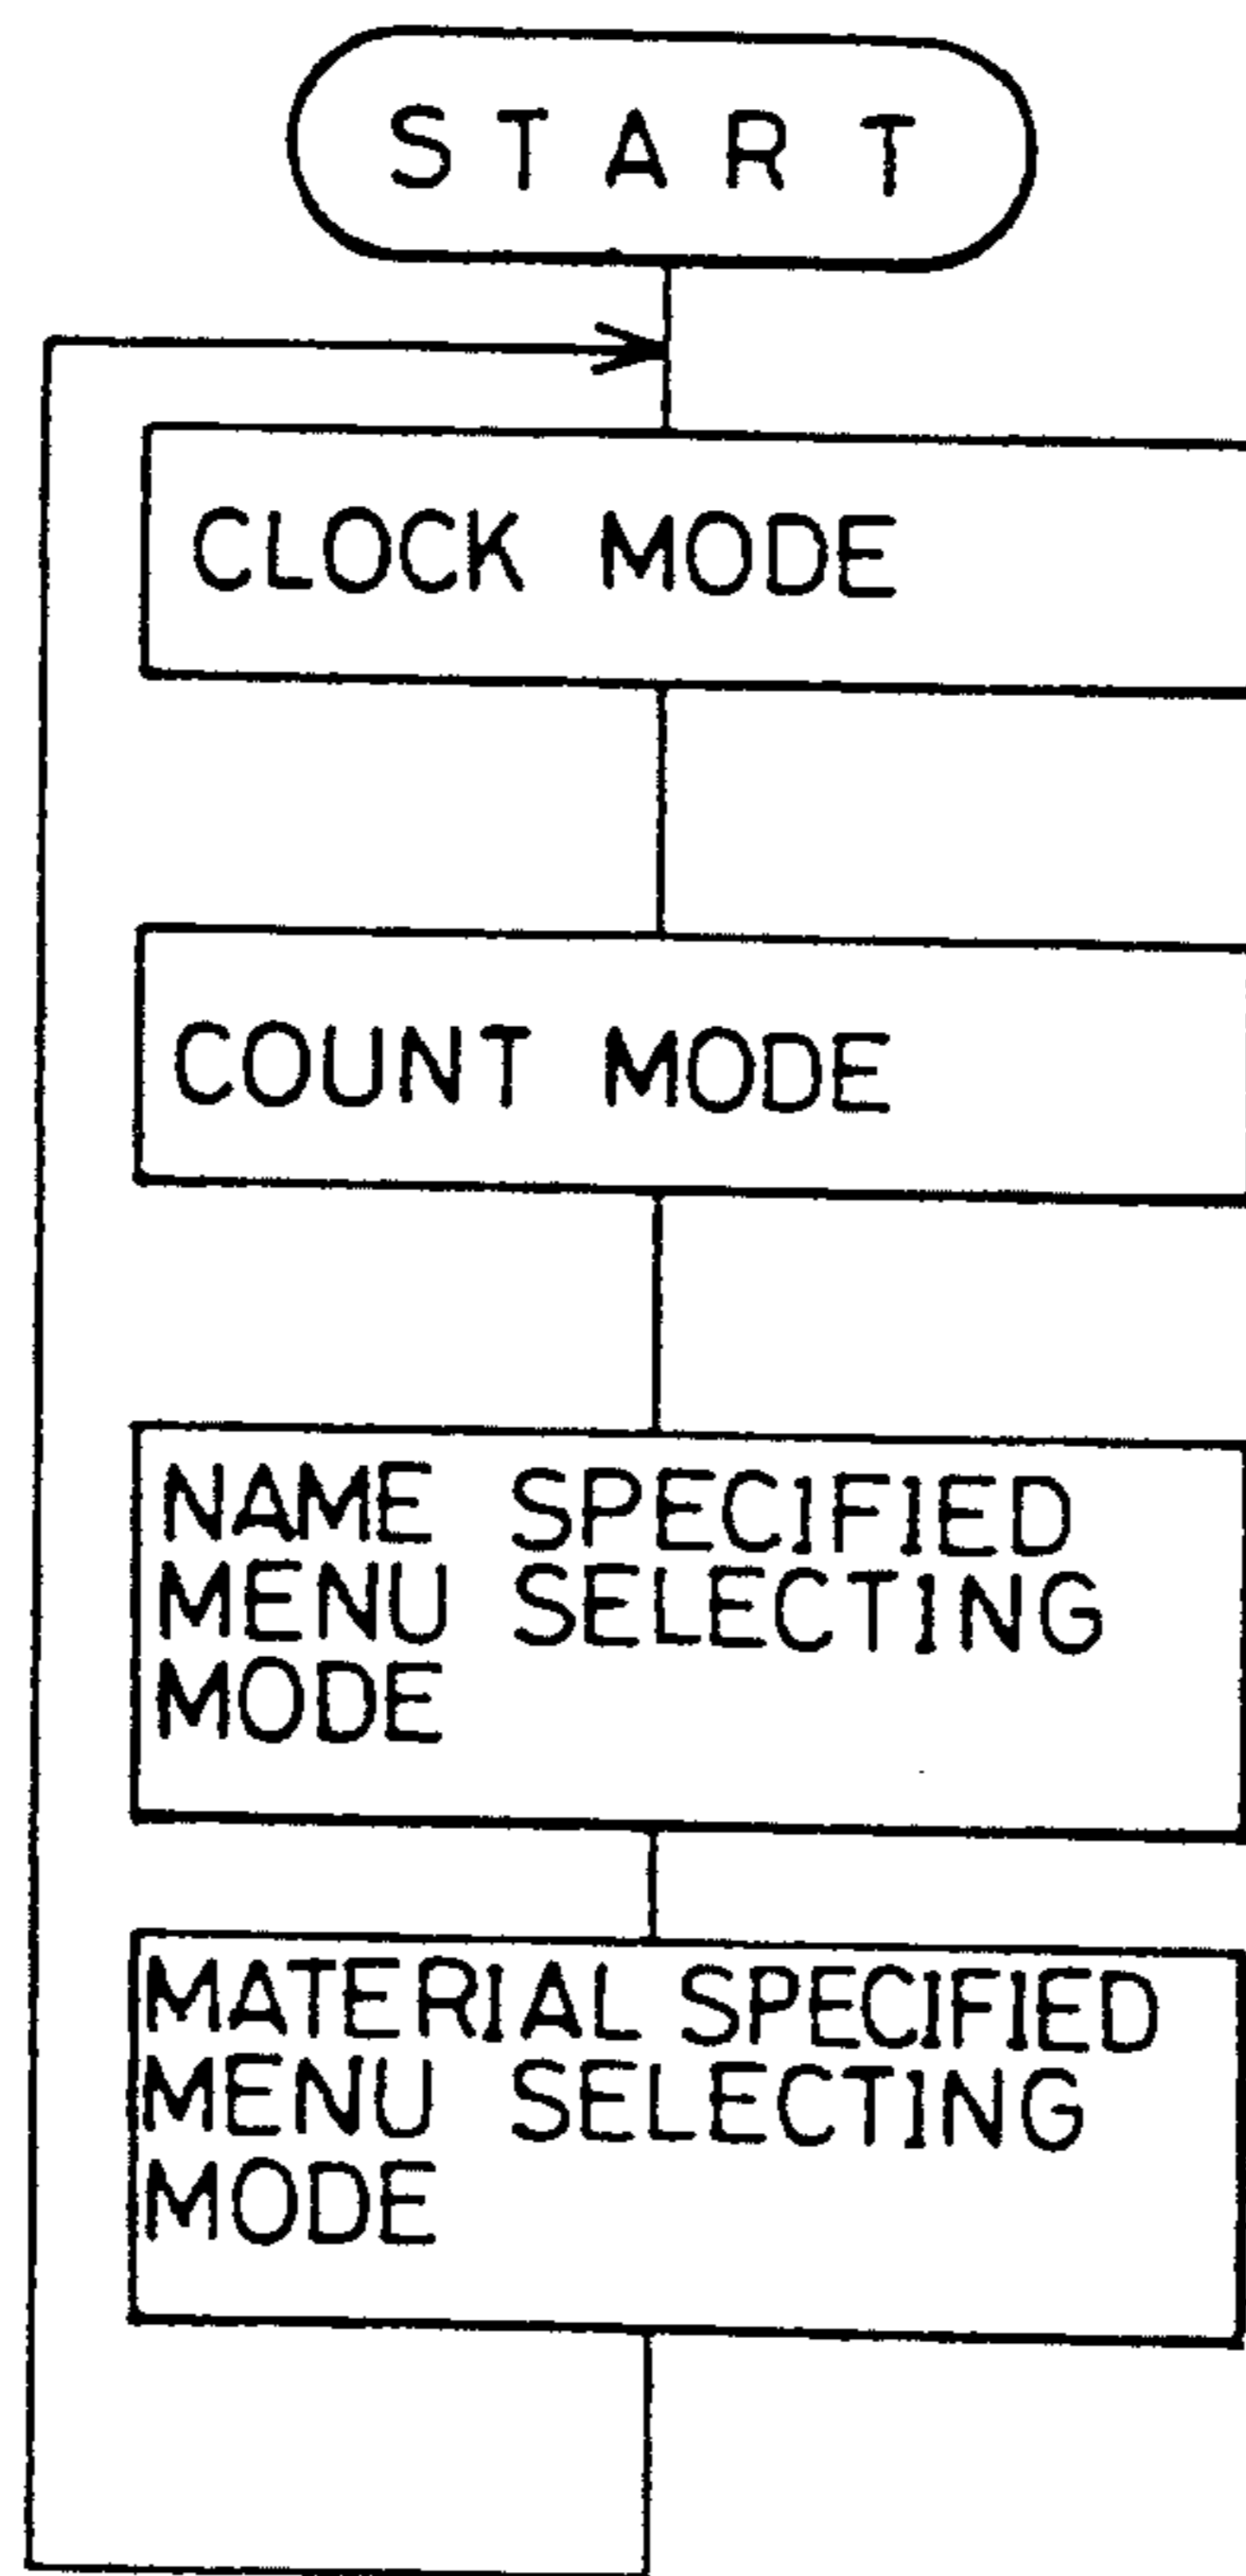 START
CLOCK MODE
COUNT MODE
NAME SPECIFIED
MENU SELECTING
MODE
MATERIAL SPECIFIED
MENU SELECTING
MODE